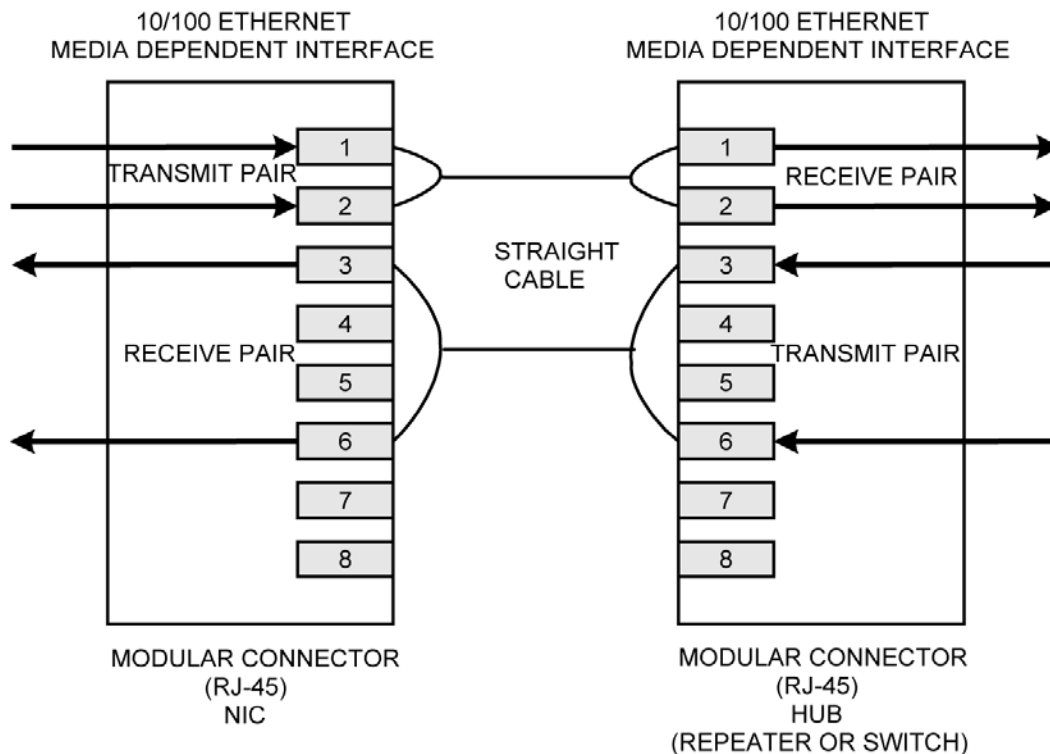 10/100 ETHERNET
MEDIA DEPENDENT INTERFACE
10/100 ETHERNET
MEDIA DEPENDENT INTERFACE
1
TRANSMIT PAIR
2
3
4
RECEIVE PAIR
5
6
7
8
STRAIGHT
CABLE
1
RECEIVE PAIR
2
3
4
TRANSMIT PAIR
5
6
7
8
MODULAR CONNECTOR
(RJ-45)
NIC
MODULAR CONNECTOR
(RJ-45)
HUB
(REPEATER OR SWITCH)